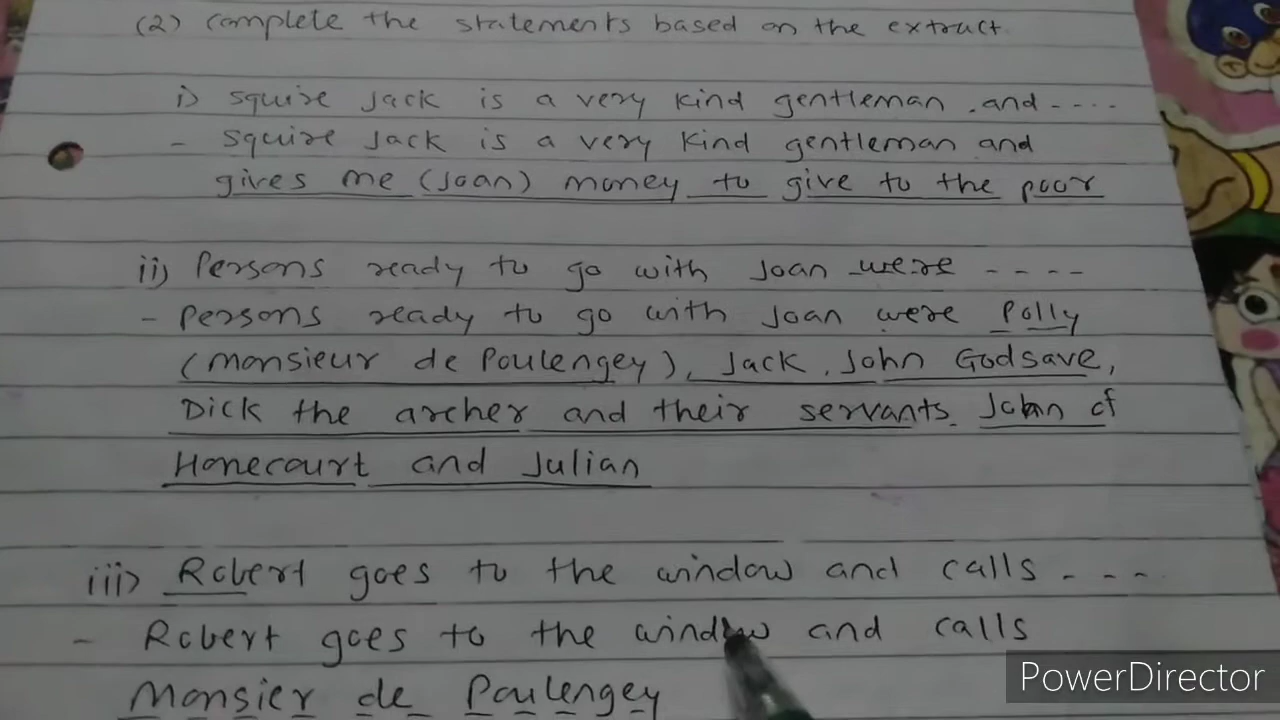 (2) complete the statements based on the extract.
i) squire Jack is a very kind gentleman .and ----
- squire Jack is a very kind gentleman and
gives me (Joan) money to give to the poor
ii) Persons ready to go with Joan were ----
- Persons ready to go with Joan were Polly
(monsieur de Poulengey), Jack, John Godsave,
Dick the archer and their servants John of
Honecourt and Julian
iii) Robert goes to the window and calls ----
- Robert goes to the window and calls
Monsier de Poulengey
PowerDirector